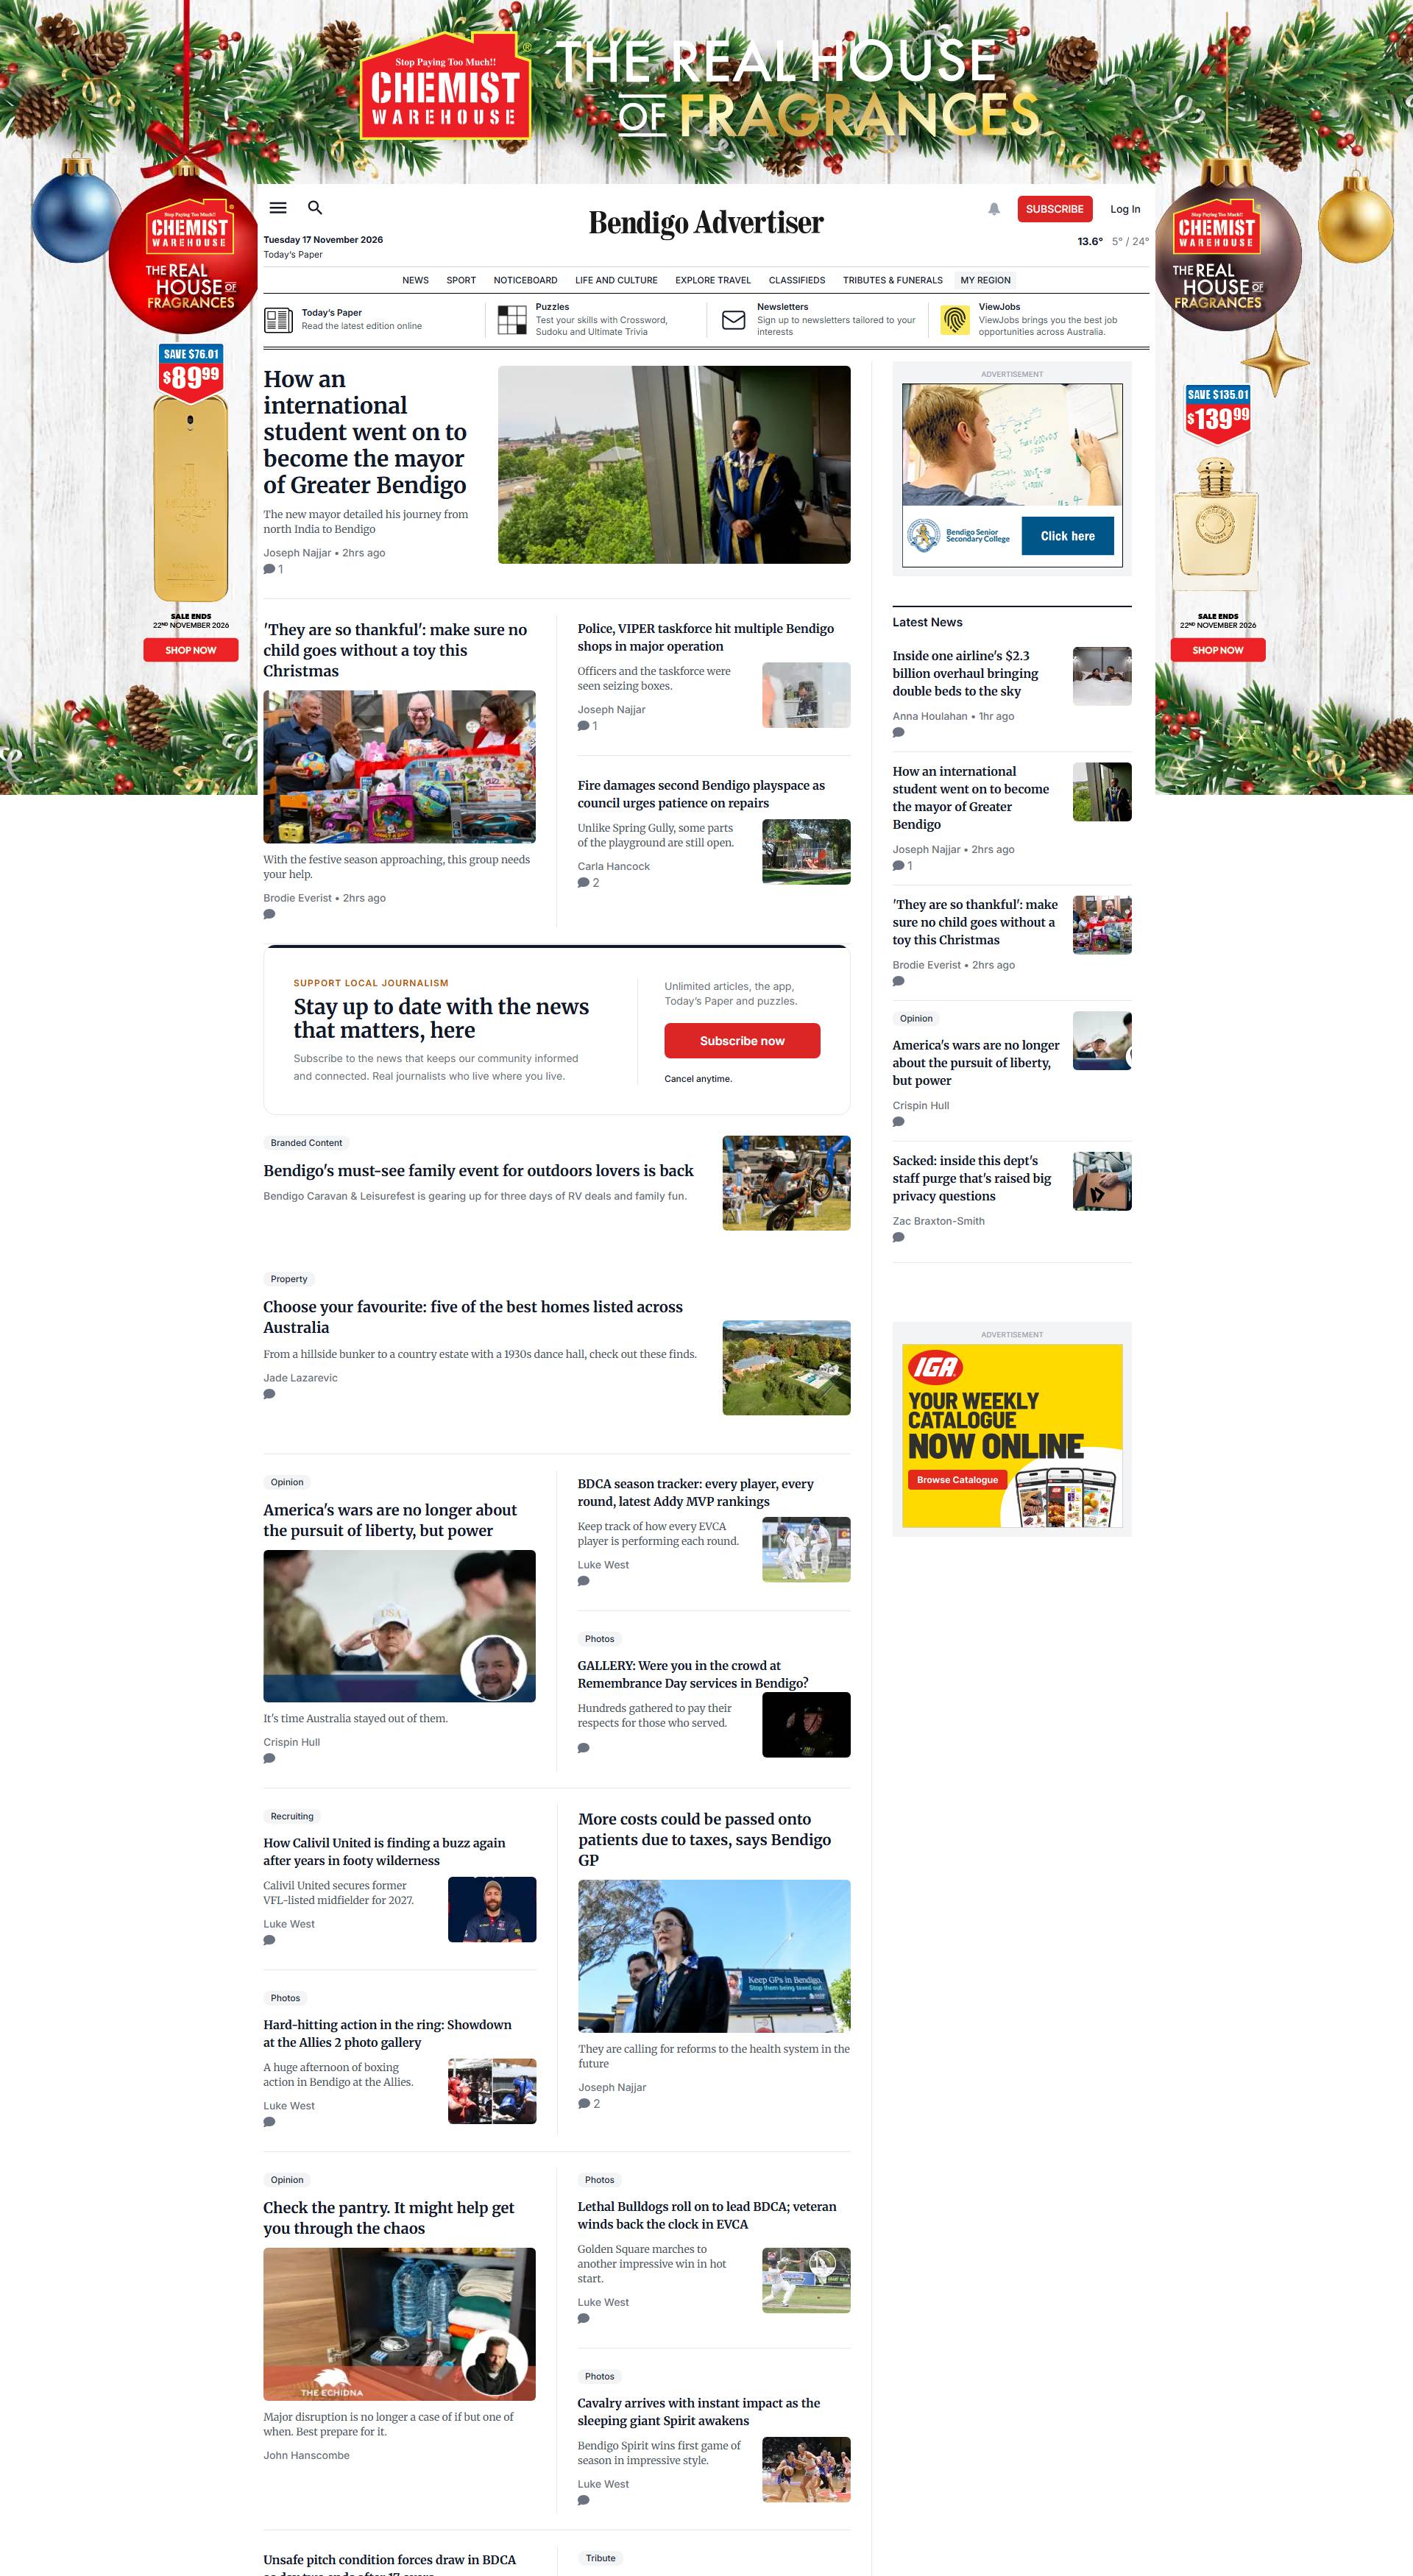 Stop Paying Too Much!!
CHEMIST
WAREHOUSE
THE REAL HOUSE
OF FRAGRANCES
Stop Paying Too Much!!
CHEMIST
WAREHOUSE
THE REAL
HOUSE OF
FRAGRANCES
SAVE $76.01
$89.99
SALE ENDS
22ND NOVEMBER 2026
SHOP NOW
Stop Paying Too Much!!
CHEMIST
WAREHOUSE
THE REAL
HOUSE OF
FRAGRANCES
SAVE $135.01
$139.99
SALE ENDS
22ND NOVEMBER 2026
SHOP NOW
Bendigo Advertiser
SUBSCRIBE
Log In
Tuesday 17 November 2026
Today's Paper
13.6° 5° / 24°
NEWS SPORT NOTICEBOARD LIFE AND CULTURE EXPLORE TRAVEL CLASSIFIEDS TRIBUTES & FUNERALS MY REGION
Today's Paper
Read the latest edition online
Puzzles
Test your skills with Crossword,
Sudoku and Ultimate Trivia
Newsletters
Sign up to newsletters tailored to your
interests
ViewJobs
ViewJobs brings you the best job
opportunities across Australia.
How an
international
student went on to
become the mayor
of Greater Bendigo
The new mayor detailed his journey from
north India to Bendigo
Joseph Najjar • 2hrs ago
1
'They are so thankful': make sure no
child goes without a toy this
Christmas
With the festive season approaching, this group needs
your help.
Brodie Everist • 2hrs ago
Police, VIPER taskforce hit multiple Bendigo
shops in major operation
Officers and the taskforce were
seen seizing boxes.
Joseph Najjar
1
Fire damages second Bendigo playspace as
council urges patience on repairs
Unlike Spring Gully, some parts
of the playground are still open.
Carla Hancock
2
SUPPORT LOCAL JOURNALISM
Stay up to date with the news
that matters, here
Subscribe to the news that keeps our community informed
and connected. Real journalists who live where you live.
Unlimited articles, the app,
Today's Paper and puzzles.
Subscribe now
Cancel anytime.
Branded Content
Bendigo's must-see family event for outdoors lovers is back
Bendigo Caravan & Leisurefest is gearing up for three days of RV deals and family fun.
Property
Choose your favourite: five of the best homes listed across
Australia
From a hillside bunker to a country estate with a 1930s dance hall, check out these finds.
Jade Lazarevic
Opinion
America's wars are no longer about
the pursuit of liberty, but power
USA
It's time Australia stayed out of them.
Crispin Hull
BDCA season tracker: every player, every
round, latest Addy MVP rankings
Keep track of how every EVCA
player is performing each round.
Luke West
Photos
GALLERY: Were you in the crowd at
Remembrance Day services in Bendigo?
Hundreds gathered to pay their
respects for those who served.
Recruiting
How Calivil United is finding a buzz again
after years in footy wilderness
Calivil United secures former
VFL-listed midfielder for 2027.
Luke West
Photos
Hard-hitting action in the ring: Showdown
at the Allies 2 photo gallery
A huge afternoon of boxing
action in Bendigo at the Allies.
Luke West
More costs could be passed onto
patients due to taxes, says Bendigo
GP
Keep GPs in Bendigo.
Stop them being taxed out.
They are calling for reforms to the health system in the
future
Joseph Najjar
2
Opinion
Check the pantry. It might help get
you through the chaos
THE ECHIDNA
Major disruption is no longer a case of if but one of
when. Best prepare for it.
John Hanscombe
Photos
Lethal Bulldogs roll on to lead BDCA; veteran
winds back the clock in EVCA
Golden Square marches to
another impressive win in hot
start.
Luke West
Photos
Cavalry arrives with instant impact as the
sleeping giant Spirit awakens
Bendigo Spirit wins first game of
season in impressive style.
Luke West
Unsafe pitch condition forces draw in BDCA
Tribute
ADVERTISEMENT
Bendigo Senior
Secondary College
Click here
Latest News
Inside one airline's $2.3
billion overhaul bringing
double beds to the sky
Anna Houlahan • 1hr ago
How an international
student went on to become
the mayor of Greater
Bendigo
Joseph Najjar • 2hrs ago
1
'They are so thankful': make
sure no child goes without a
toy this Christmas
Brodie Everist • 2hrs ago
Opinion
America's wars are no longer
about the pursuit of liberty,
but power
Crispin Hull
Sacked: inside this dept's
staff purge that's raised big
privacy questions
Zac Braxton-Smith
ADVERTISEMENT
IGA
YOUR WEEKLY
CATALOGUE
NOW ONLINE
Browse Catalogue